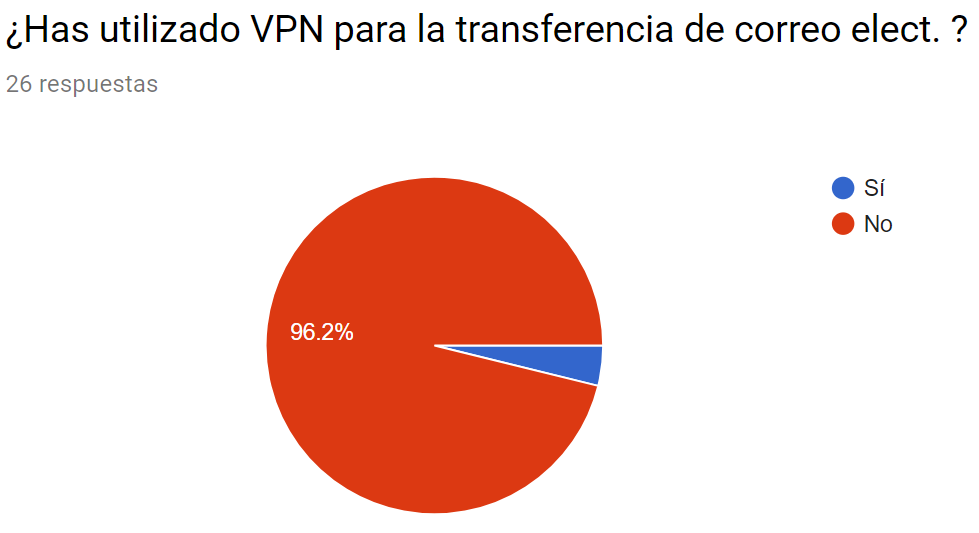 ¿Has utilizado VPN para la transferencia de correo elect. ?
26 respuestas
Sí
No
96.2%